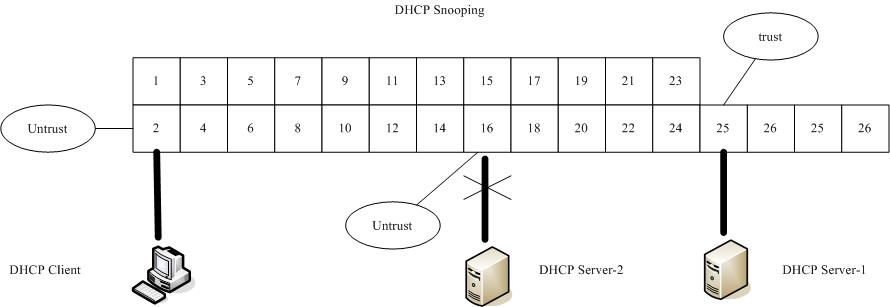 DHCP Snooping
trust
1 3 5 7 9 11 13 15 17 19 21 23
Untrust
2 4 6 8 10 12 14 16 18 20 22 24 25 26 25 26
Untrust
DHCP Client
DHCP Server-2
DHCP Server-1